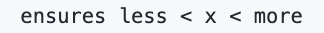 ensures less < x < more